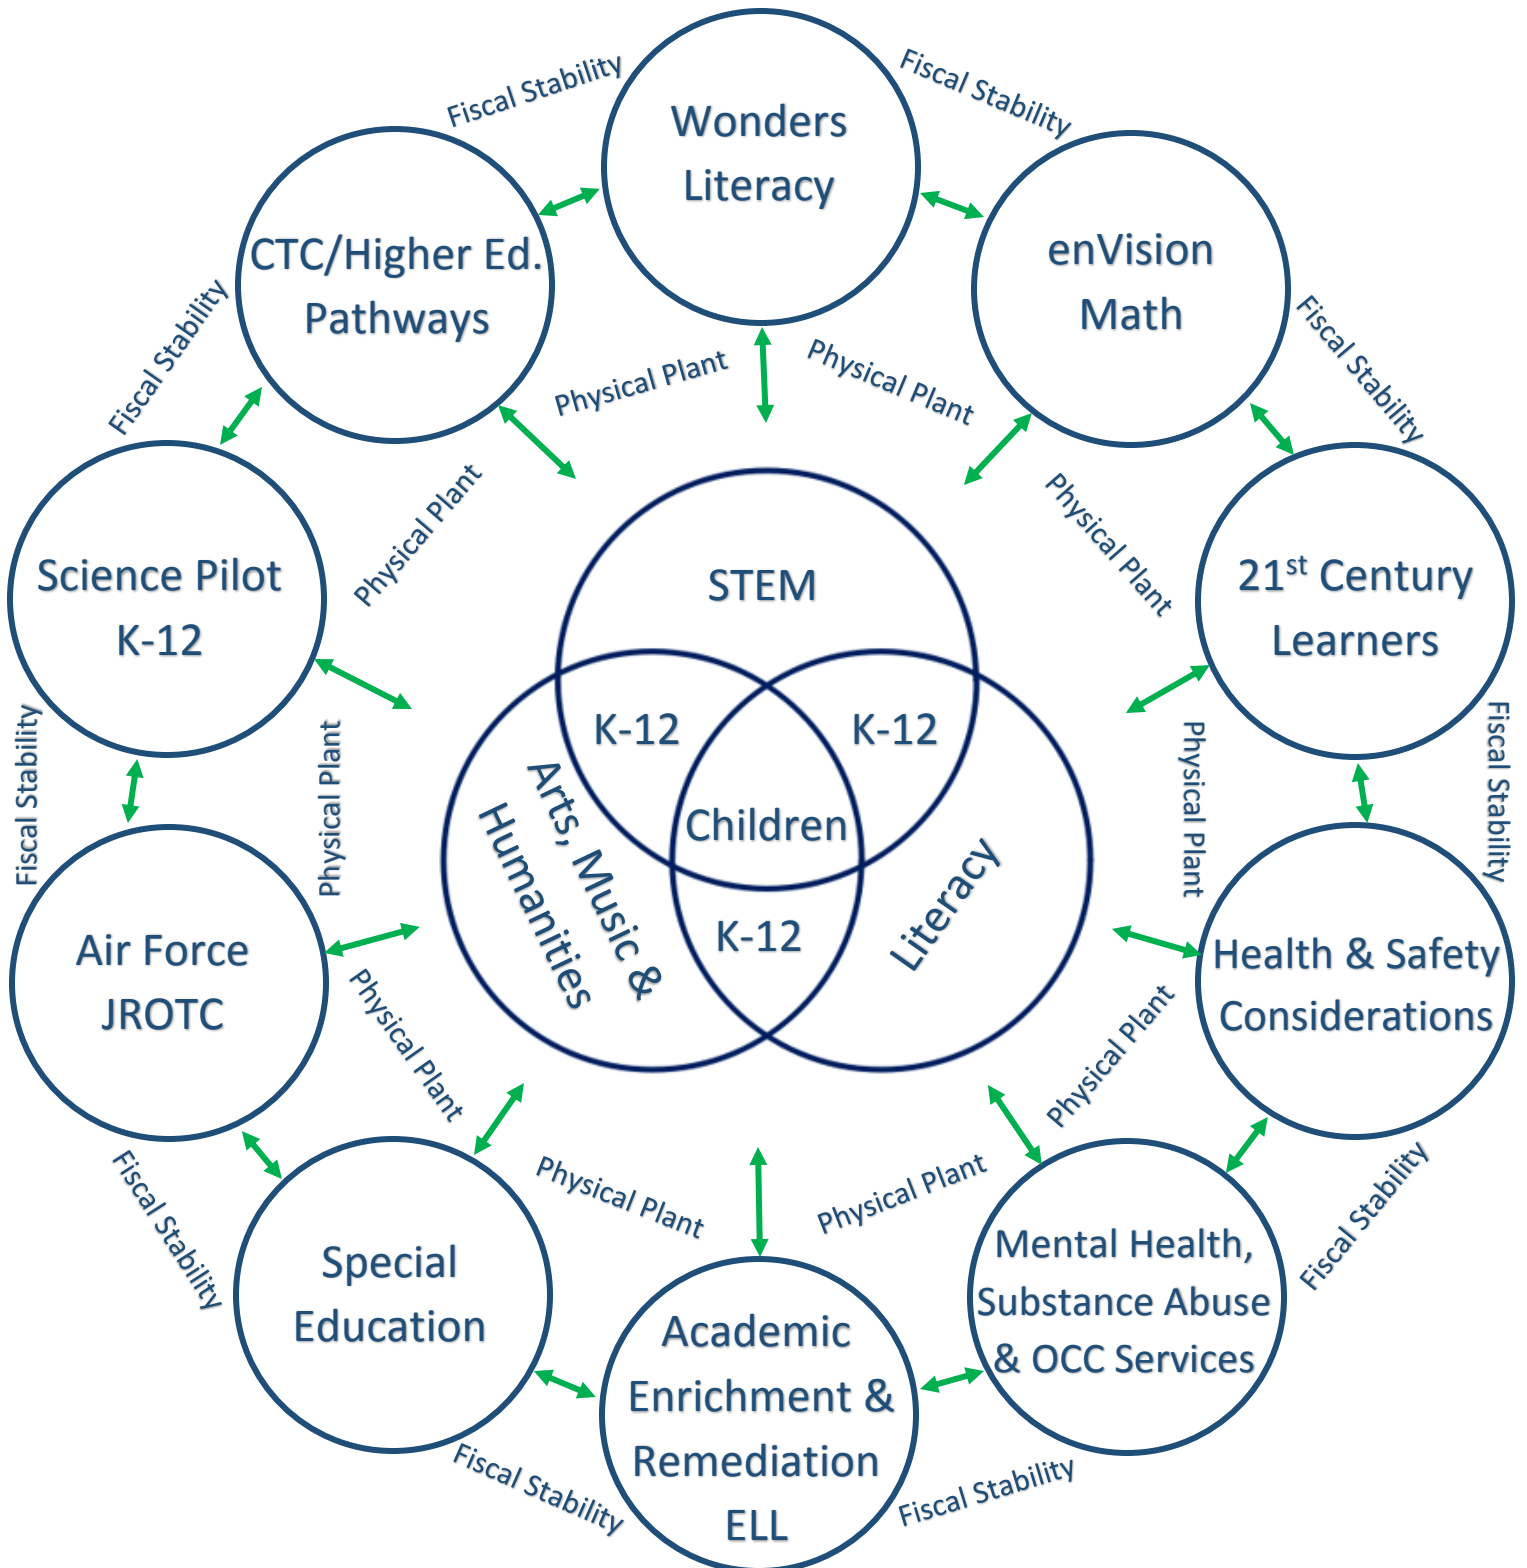 Fiscal Stability
Fiscal Stability
Wonders
Literacy
CTC/Higher Ed.
Pathways
enVision
Math
Fiscal Stability
Fiscal Stability
Physical Plant
Physical Plant
Physical Plant
Physical Plant
Science Pilot
K-12
STEM
21st Century
Learners
K-12
K-12
Fiscal Stability
Physical Plant
Arts, Music &
Humanities
Children
Literacy
Physical Plant
Fiscal Stability
K-12
Air Force
JROTC
Health & Safety
Considerations
Physical Plant
Physical Plant
Fiscal Stability
Physical Plant
Physical Plant
Fiscal Stability
Special
Education
Mental Health,
Substance Abuse
& OCC Services
Academic
Enrichment &
Remediation
ELL
Fiscal Stability
Fiscal Stability